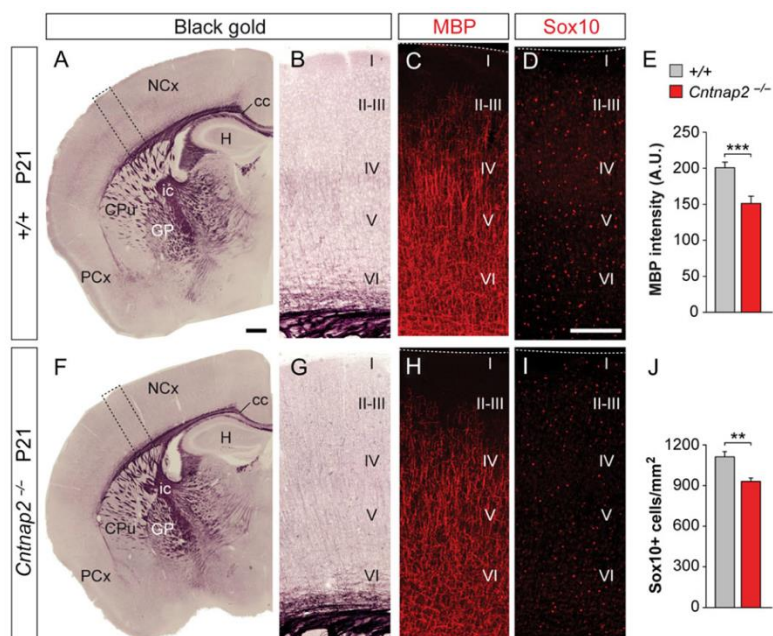 Black gold
MBP
Sox10
+/+ P21
A
NCx
cc
H
ic
CPu
GP
PCx
B
I
II-III
IV
V
VI
C
I
II-III
IV
V
VI
D
I
II-III
IV
V
VI
E
+/+
Cntnap2 -/-
MBP intensity (A.U.)
250
200
150
100
50
0
***
Cntnap2 -/- P21
F
NCx
cc
H
ic
CPu
GP
PCx
G
I
II-III
IV
V
VI
H
I
II-III
IV
V
VI
I
I
II-III
IV
V
VI
J
Sox10+ cells/mm²
1200
900
600
300
0
**